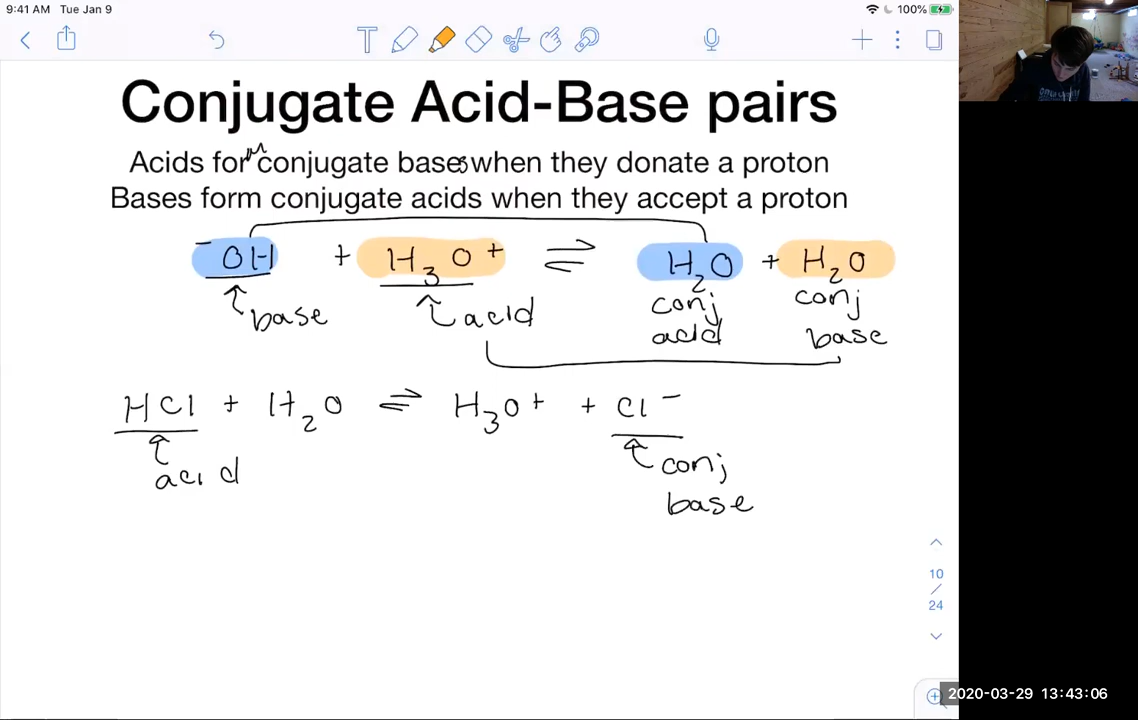 9:41 AM Tue Jan 9
100%
Conjugate Acid-Base pairs
Acids form conjugate bases when they donate a proton
Bases form conjugate acids when they accept a proton
⁻OH + H₃O⁺ ⇌ H₂O + H₂O
base acid conj acid conj base
HCl + H₂O ⇌ H₃O⁺ + Cl⁻
acid conj base
10
/
24
2020-03-29 13:43:06